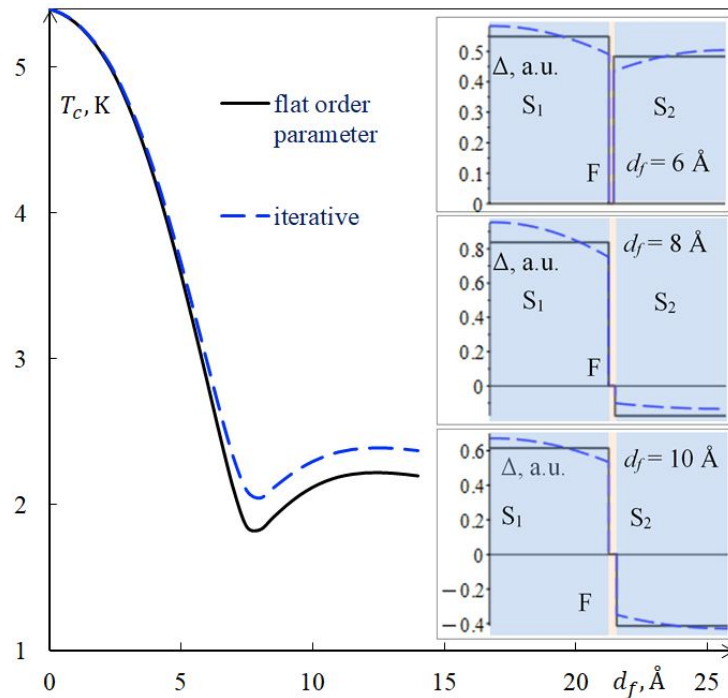 5
4
3
2
1
0
5
10
15
20
25
T_c, K
d_f, Å
flat order
parameter
iterative
0.5
0.4
0.3
0.2
0.1
0
Δ, a.u.
S₁
S₂
F
d_f = 6 Å
0.8
0.6
0.4
0.2
0
Δ, a.u.
d_f = 8 Å
S₁
S₂
F
0.6
0.4
0.2
0
−0.2
−0.4
d_f = 10 Å
Δ, a.u.
S₁
S₂
F